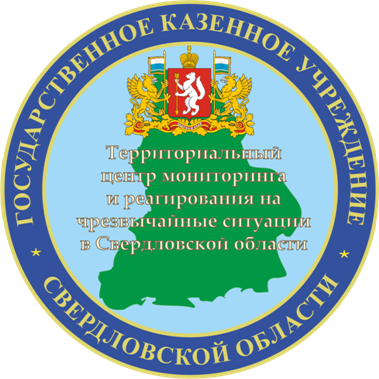 ГОСУДАРСТВЕННОЕ КАЗЕННОЕ УЧРЕЖДЕНИЕ
Территориальный
центр мониторинга
и реагирования на
чрезвычайные ситуации
в Свердловской области
СВЕРДЛОВСКОЙ ОБЛАСТИ